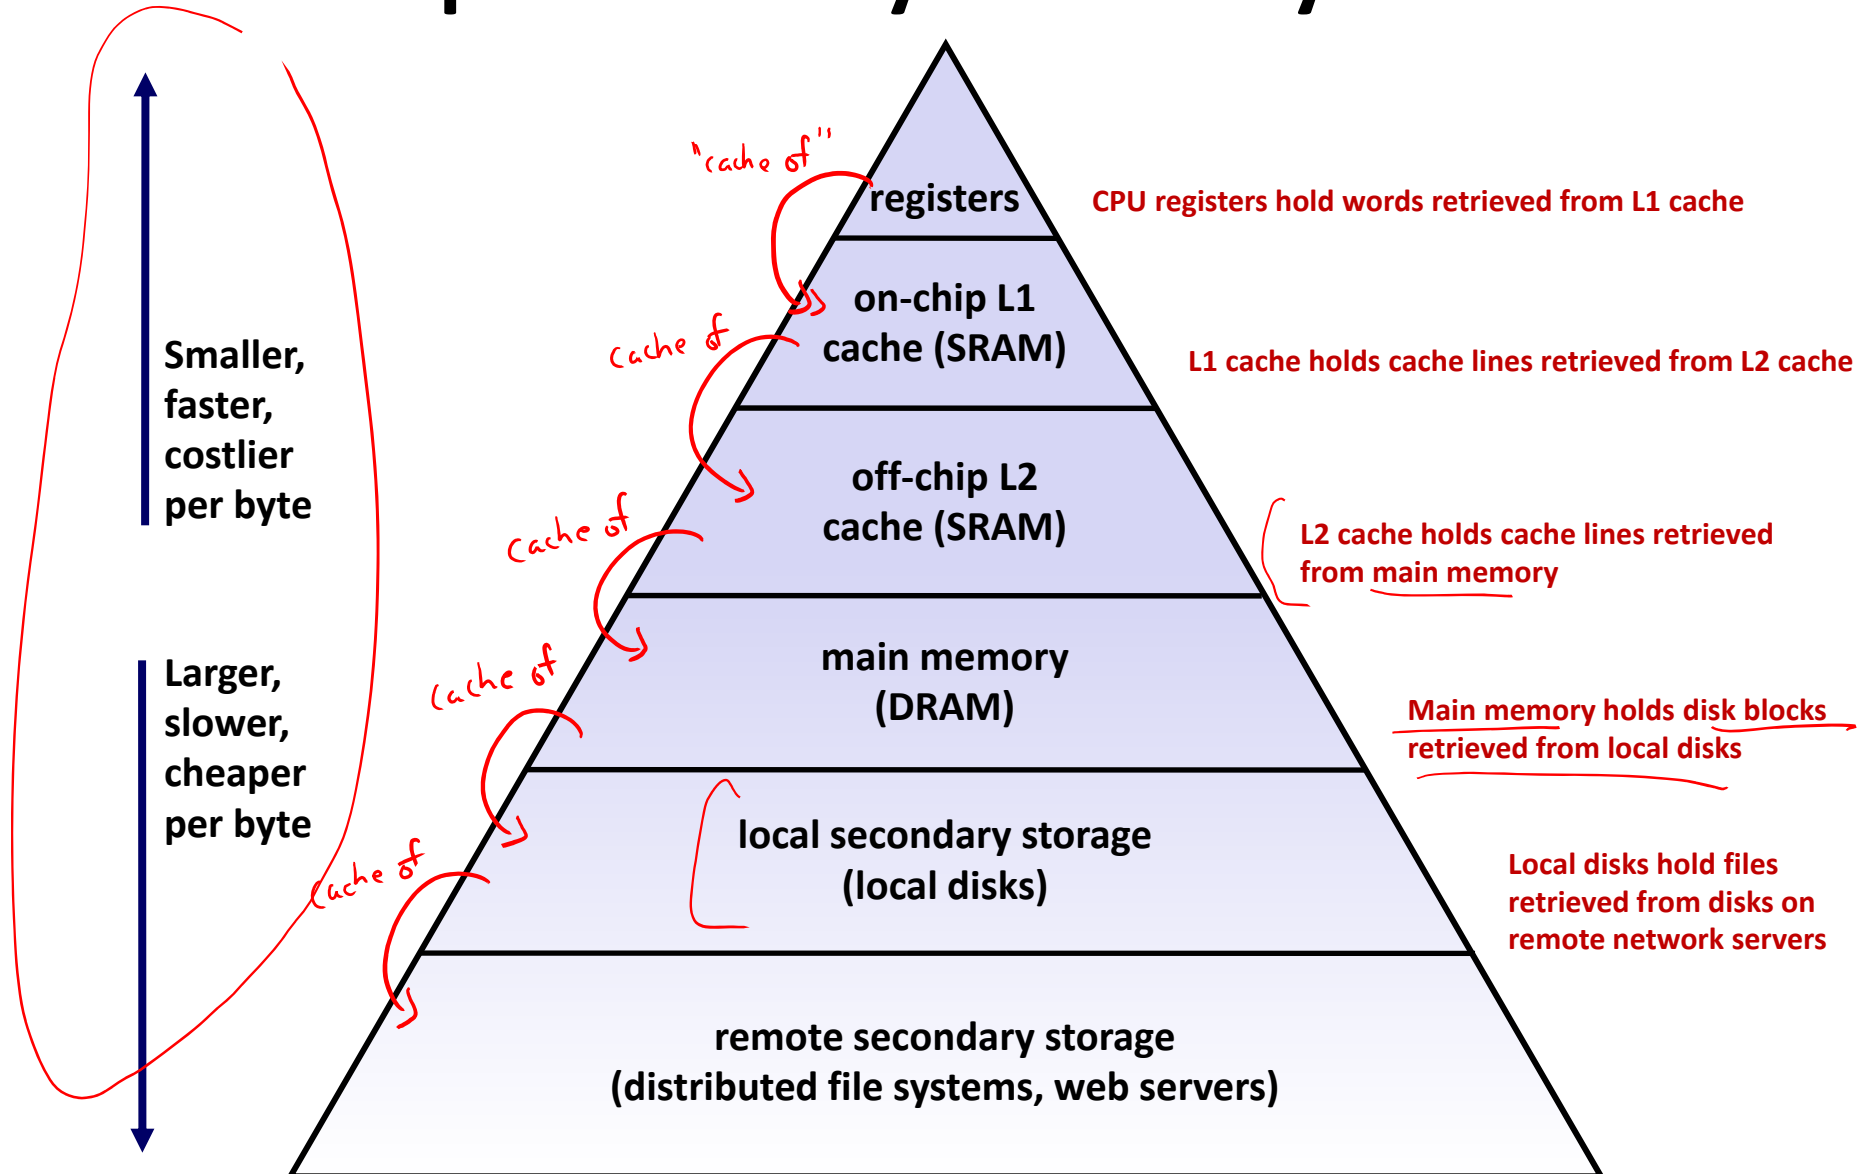 "cache of"
registers
CPU registers hold words retrieved from L1 cache
on-chip L1
cache (SRAM)
cache of
L1 cache holds cache lines retrieved from L2 cache
Smaller,
faster,
costlier
per byte
off-chip L2
cache (SRAM)
cache of
L2 cache holds cache lines retrieved
from main memory
Larger,
slower,
cheaper
per byte
main memory
(DRAM)
cache of
Main memory holds disk blocks
retrieved from local disks
local secondary storage
(local disks)
cache of
Local disks hold files
retrieved from disks on
remote network servers
remote secondary storage
(distributed file systems, web servers)